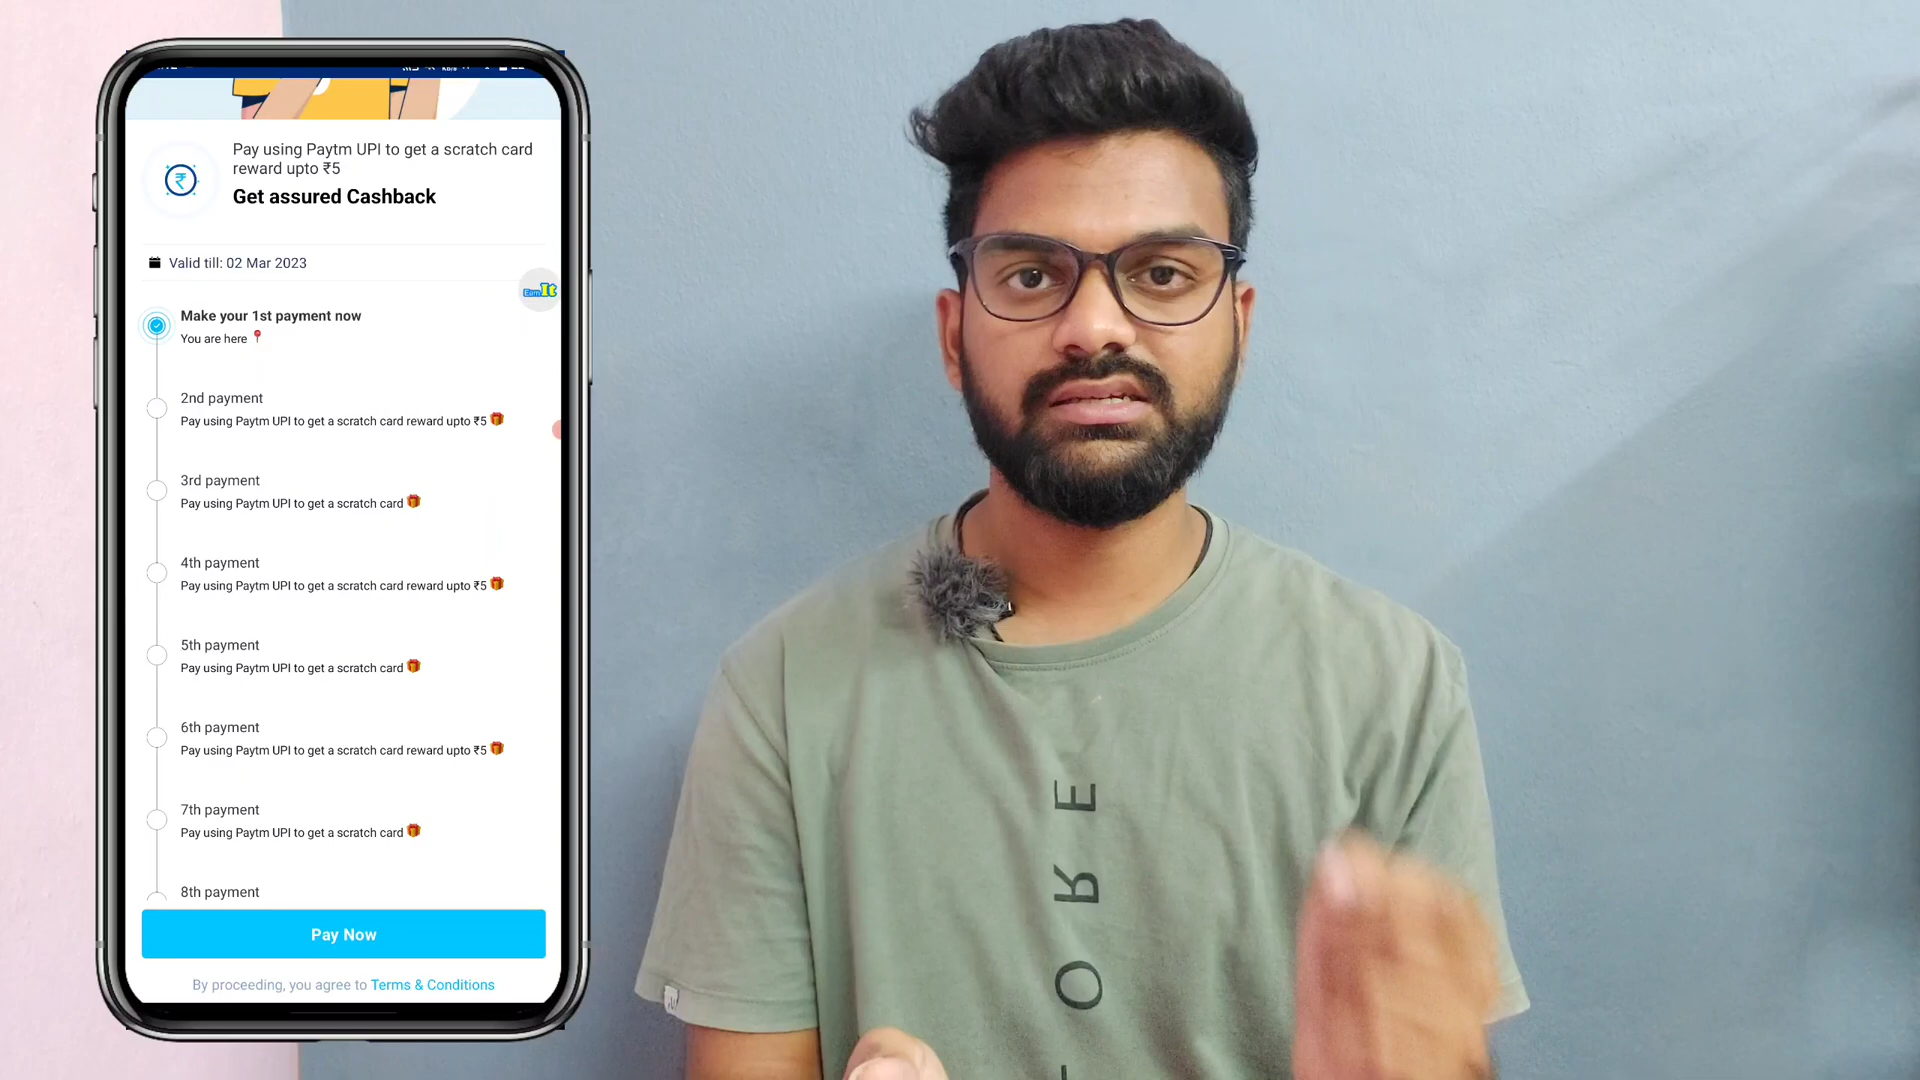 Pay using Paytm UPI to get a scratch card
reward upto ₹5
Get assured Cashback
Valid till: 02 Mar 2023
EarnIt
Make your 1st payment now
You are here
2nd payment
Pay using Paytm UPI to get a scratch card reward upto ₹5
3rd payment
Pay using Paytm UPI to get a scratch card
4th payment
Pay using Paytm UPI to get a scratch card reward upto ₹5
5th payment
Pay using Paytm UPI to get a scratch card
6th payment
Pay using Paytm UPI to get a scratch card reward upto ₹5
7th payment
Pay using Paytm UPI to get a scratch card
8th payment
Pay Now
By proceeding, you agree to Terms & Conditions
ORE